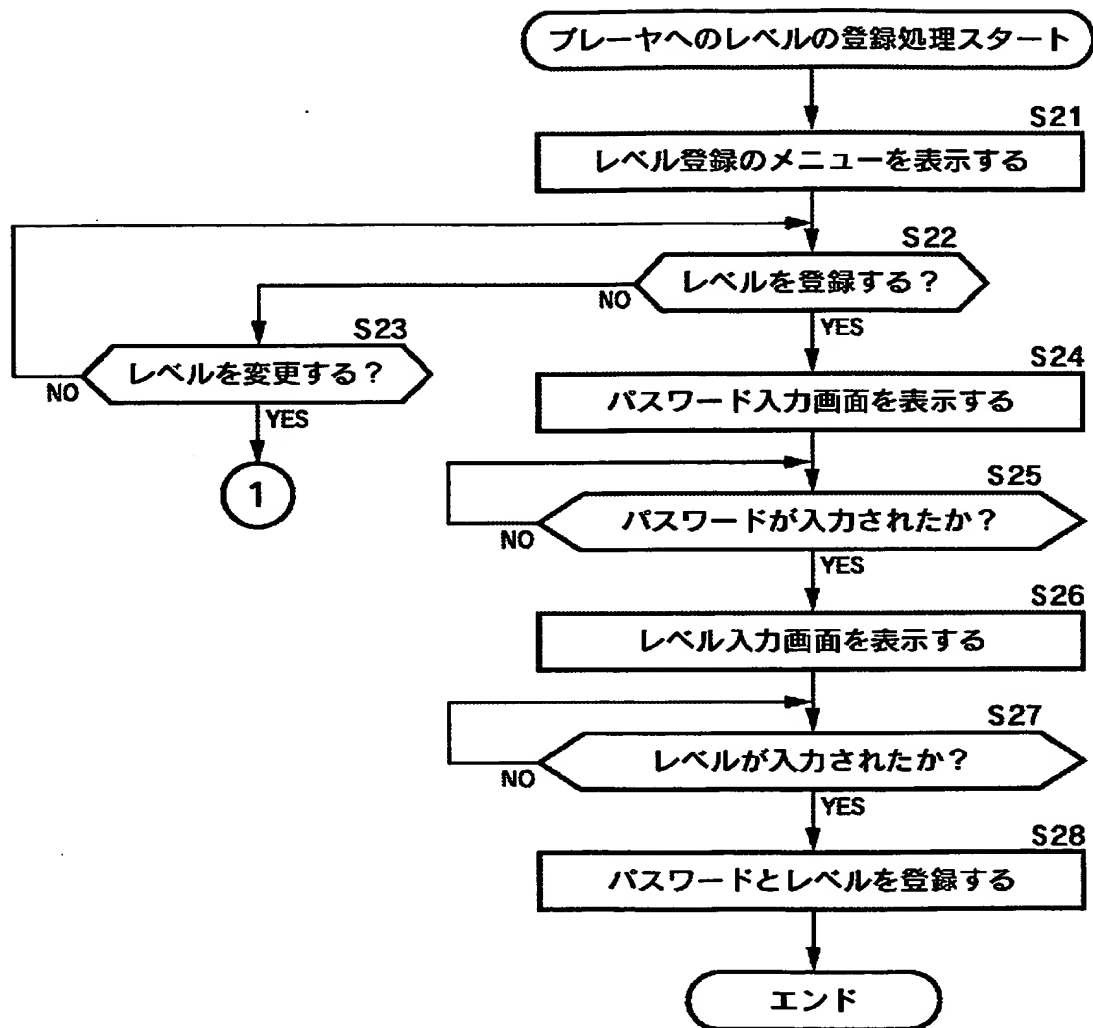 プレーヤへのレベルの登録処理スタート
S21
レベル登録のメニューを表示する
S22
レベルを登録する?
NO
YES
S23
レベルを変更する?
NO
YES
1
S24
パスワード入力画面を表示する
S25
パスワードが入力されたか?
NO
YES
S26
レベル入力画面を表示する
S27
レベルが入力されたか?
NO
YES
S28
パスワードとレベルを登録する
エンド